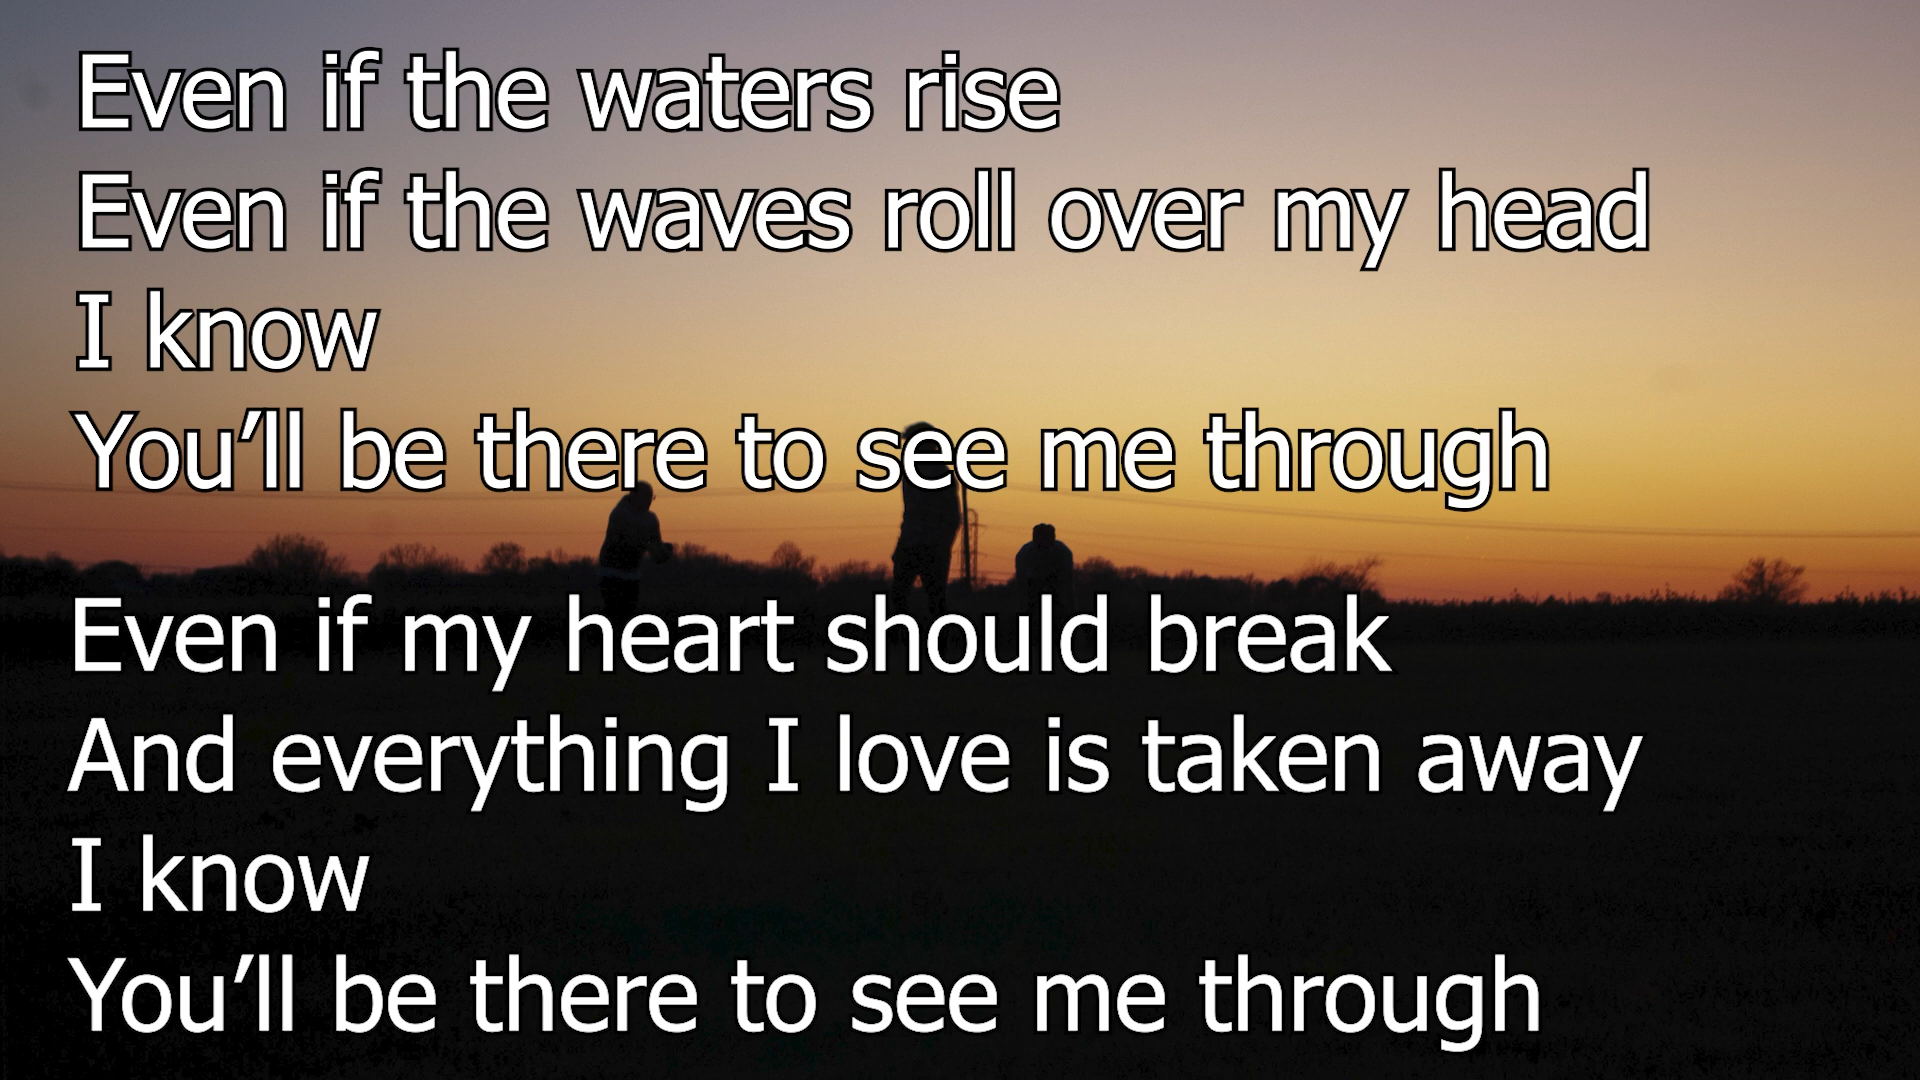 Even if the waters rise
Even if the waves roll over my head
I know
You’ll be there to see me through
Even if my heart should break
And everything I love is taken away
I know
You’ll be there to see me through